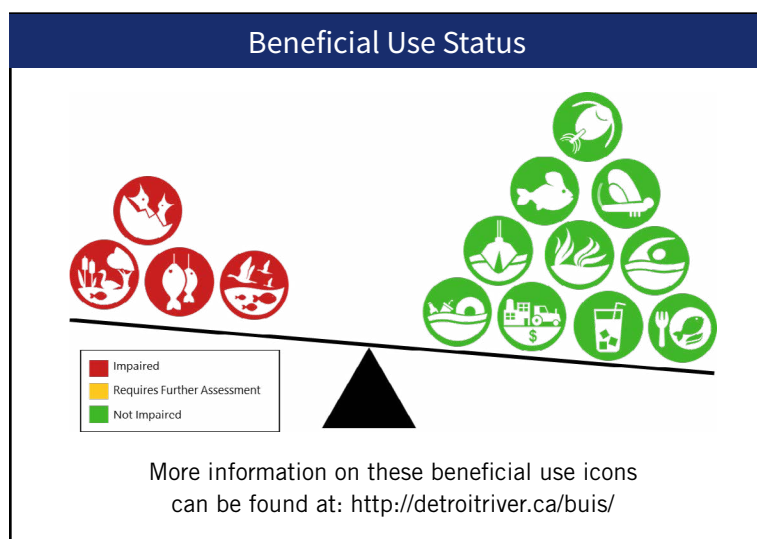 Beneficial Use Status
$
Impaired
Requires Further Assessment
Not Impaired
More information on these beneficial use icons
can be found at: http://detroitriver.ca/buis/